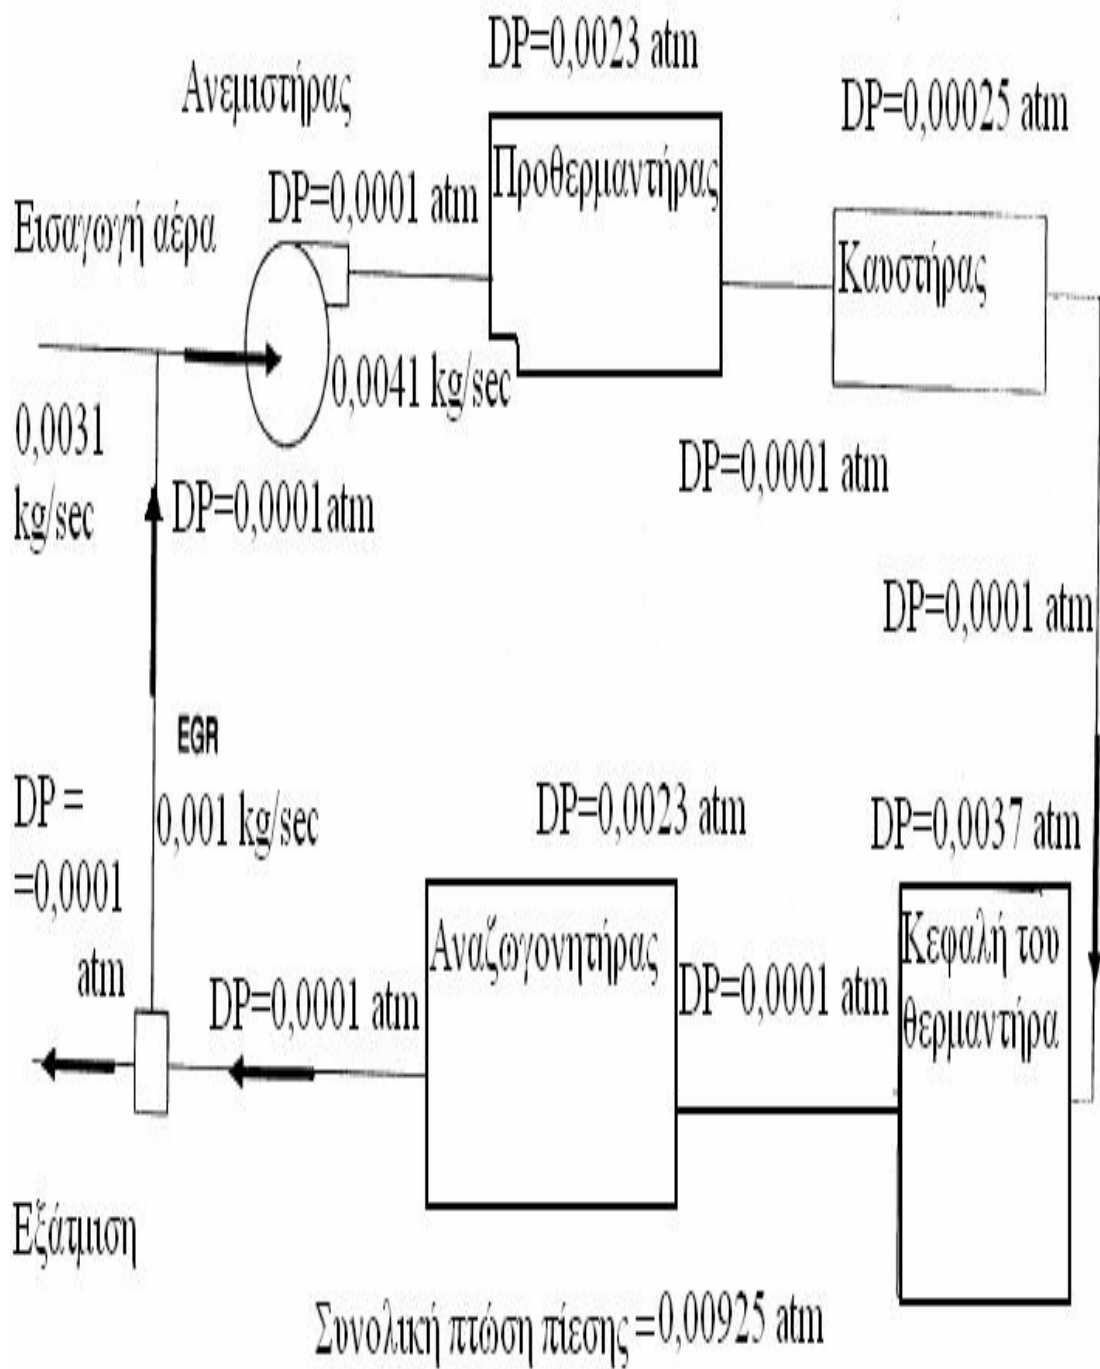 DP=0,0023 atm
Ανεμιστήρας
DP=0,00025 atm
DP=0,0001 atm
Προθερμαντήρας
Εισαγωγή αέρα
Καυστήρας
0,0041 kg/sec
0,0031
kg/sec
DP=0,0001 atm
DP=0,0001atm
DP=0,0001 atm
EGR
0,001 kg/sec
DP =
=0,0001
atm
DP=0,0023 atm
DP=0,0037 atm
Αναζωγονητήρας
Κεφαλή του
θερμαντήρα
DP=0,0001 atm
DP=0,0001 atm
Εξάτμιση
Συνολική πτώση πίεσης =0,00925 atm